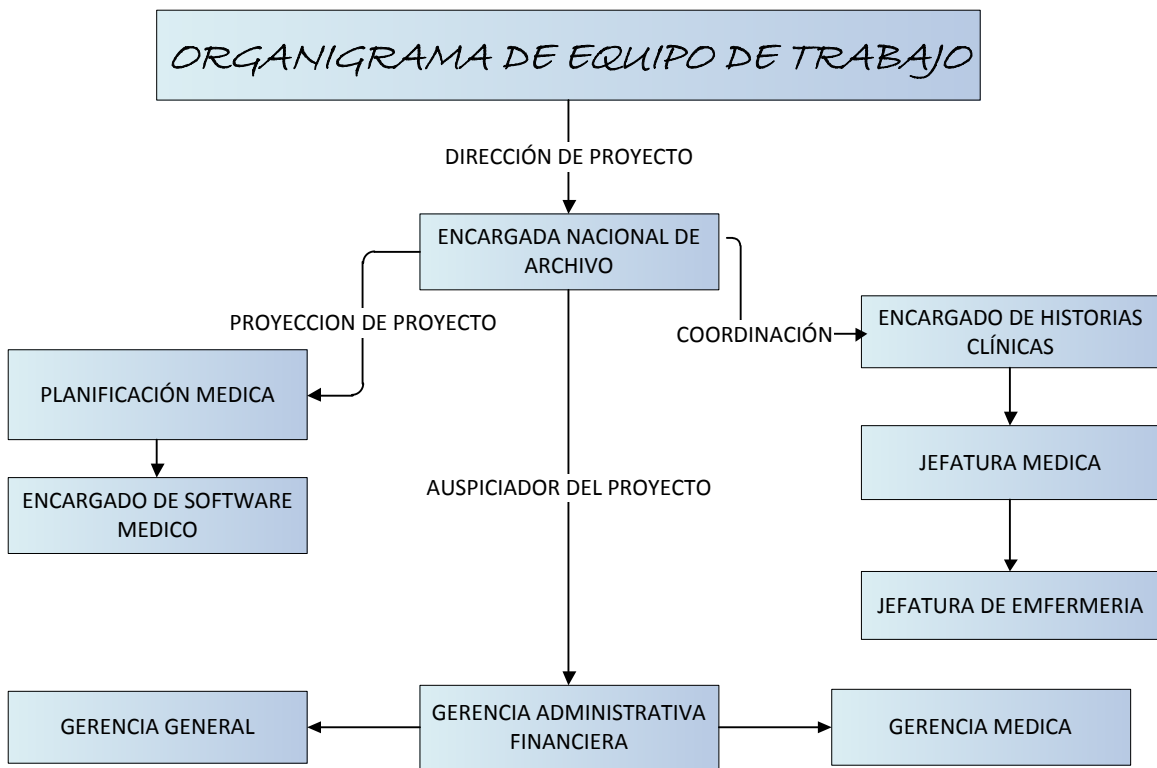 ORGANIGRAMA DE EQUIPO DE TRABAJO
DIRECCIÓN DE PROYECTO
ENCARGADA NACIONAL DE
ARCHIVO
PROYECCION DE PROYECTO
COORDINACIÓN
ENCARGADO DE HISTORIAS
CLÍNICAS
PLANIFICACIÓN MEDICA
JEFATURA MEDICA
ENCARGADO DE SOFTWARE
MEDICO
AUSPICIADOR DEL PROYECTO
JEFATURA DE EMFERMERIA
GERENCIA GENERAL
GERENCIA ADMINISTRATIVA
FINANCIERA
GERENCIA MEDICA